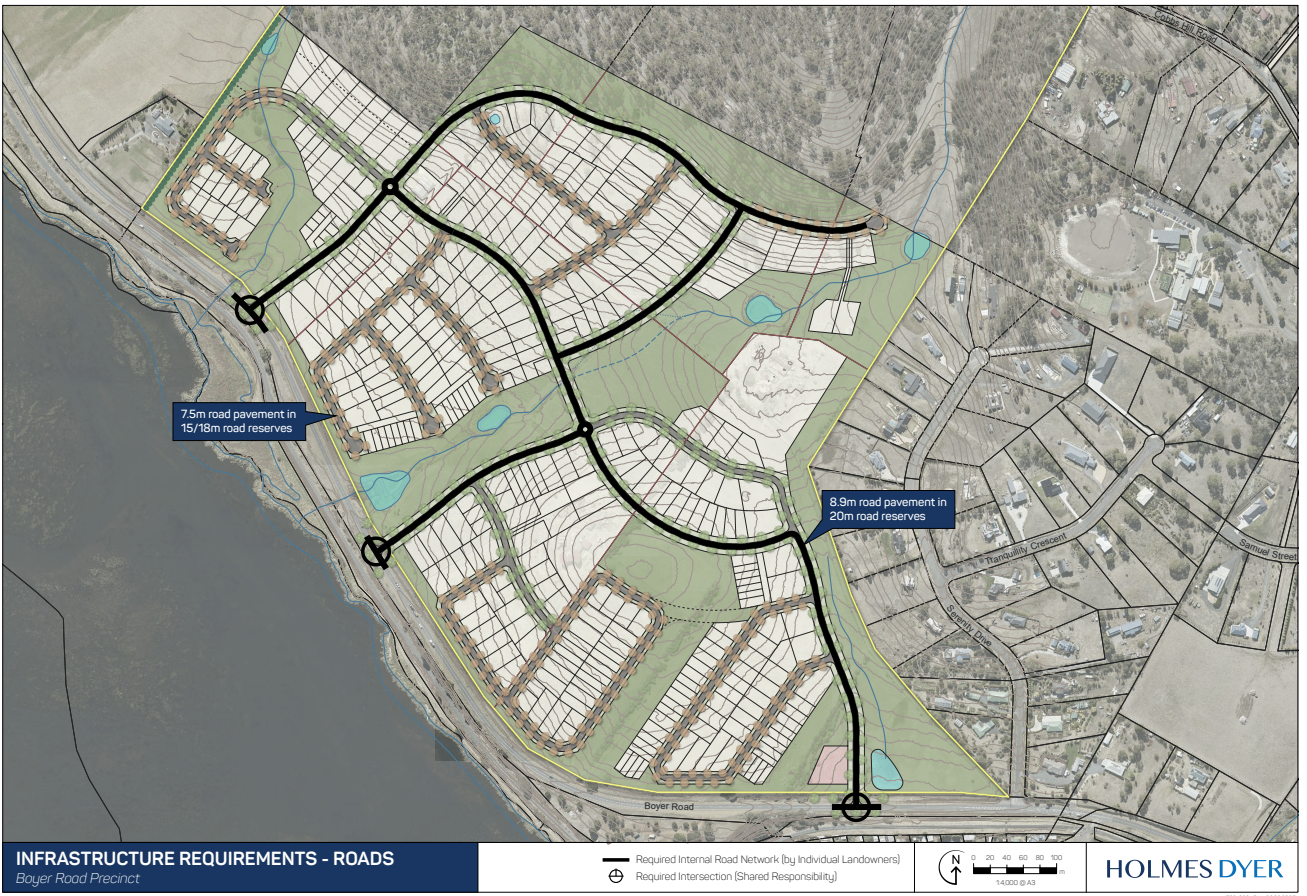 Cobbs Hill Road
7.5m road pavement in
15/18m road reserves
8.9m road pavement in
20m road reserves
Tranquillity Crescent
Samuel Street
Serenity Drive
Boyer Road
INFRASTRUCTURE REQUIREMENTS - ROADS
Boyer Road Precinct
Required Internal Road Network (by Individual Landowners)
Required Intersection (Shared Responsibility)
N
0 20 40 60 80 100
m
1:4,000 @ A3
HOLMES DYER